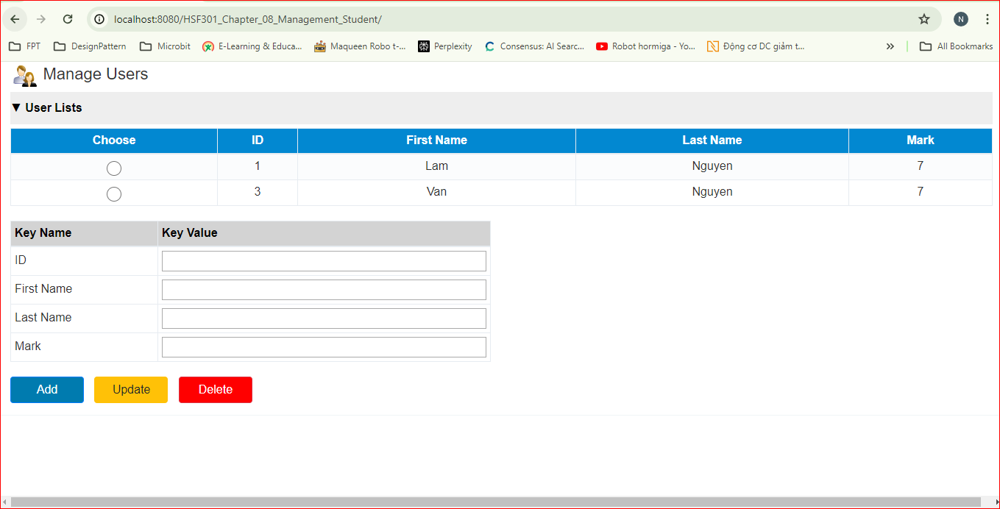 localhost:8080/HSF301_Chapter_08_Management_Student/ N
FPT DesignPattern Microbit E-Learning & Educa... Maqueen Robo t-... Perplexity Consensus: AI Searc... Robot hormiga - Yo... Động cơ DC giảm t... » All Bookmarks
Manage Users
▼ User Lists
Choose ID First Name Last Name Mark
1 Lam Nguyen 7
3 Van Nguyen 7
Key Name Key Value
ID
First Name
Last Name
Mark
Add Update Delete